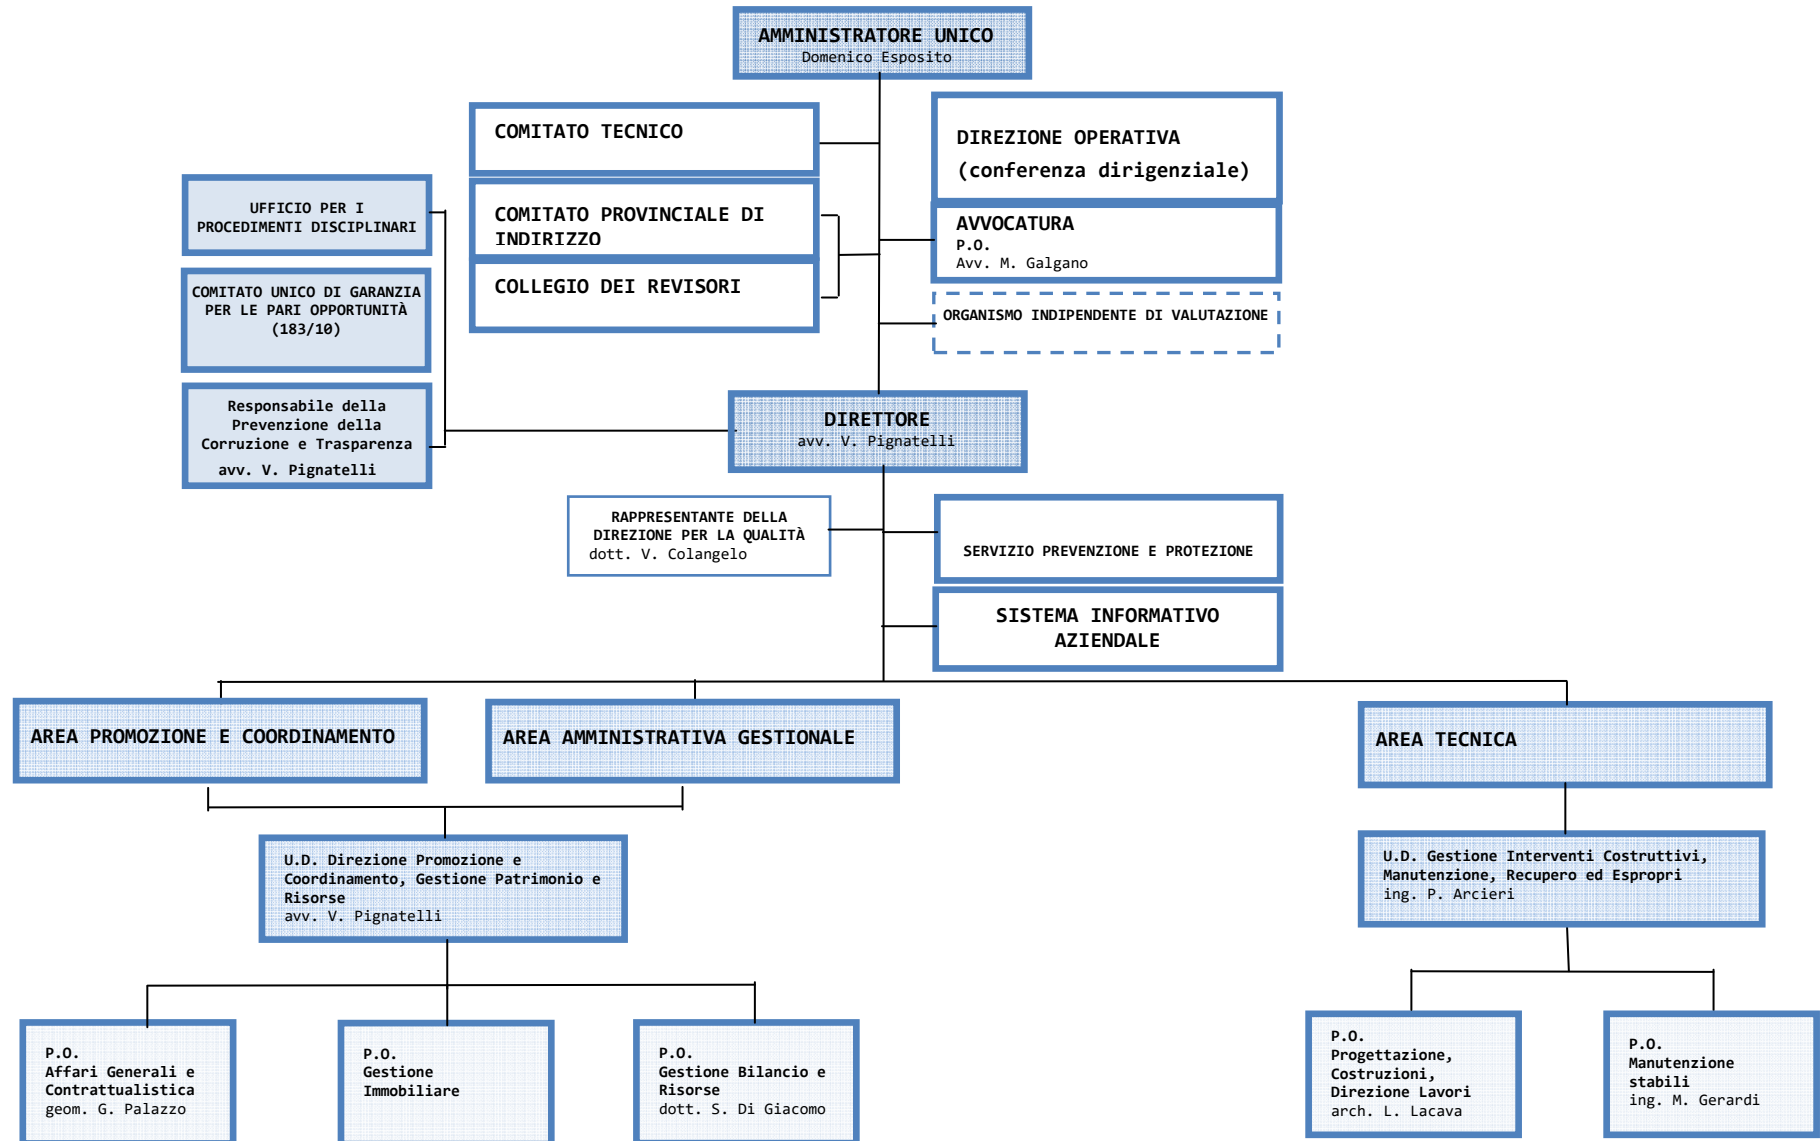 AMMINISTRATORE UNICO
Domenico Esposito
COMITATO TECNICO
DIREZIONE OPERATIVA
(conferenza dirigenziale)
UFFICIO PER I
PROCEDIMENTI DISCIPLINARI
COMITATO PROVINCIALE DI
INDIRIZZO
AVVOCATURA
P.O.
Avv. M. Galgano
COMITATO UNICO DI GARANZIA
PER LE PARI OPPORTUNITÀ
(183/10)
COLLEGIO DEI REVISORI
ORGANISMO INDIPENDENTE DI VALUTAZIONE
Responsabile della
Prevenzione della
Corruzione e Trasparenza
avv. V. Pignatelli
DIRETTORE
avv. V. Pignatelli
RAPPRESENTANTE DELLA
DIREZIONE PER LA QUALITÀ
dott. V. Colangelo
SERVIZIO PREVENZIONE E PROTEZIONE
SISTEMA INFORMATIVO
AZIENDALE
AREA PROMOZIONE E COORDINAMENTO
AREA AMMINISTRATIVA GESTIONALE
AREA TECNICA
U.D. Direzione Promozione e
Coordinamento, Gestione Patrimonio e
Risorse
avv. V. Pignatelli
U.D. Gestione Interventi Costruttivi,
Manutenzione, Recupero ed Espropri
ing. P. Arcieri
P.O.
Affari Generali e
Contrattualistica
geom. G. Palazzo
P.O.
Gestione
Immobiliare
P.O.
Gestione Bilancio e
Risorse
dott. S. Di Giacomo
P.O.
Progettazione,
Costruzioni,
Direzione Lavori
arch. L. Lacava
P.O.
Manutenzione
stabili
ing. M. Gerardi